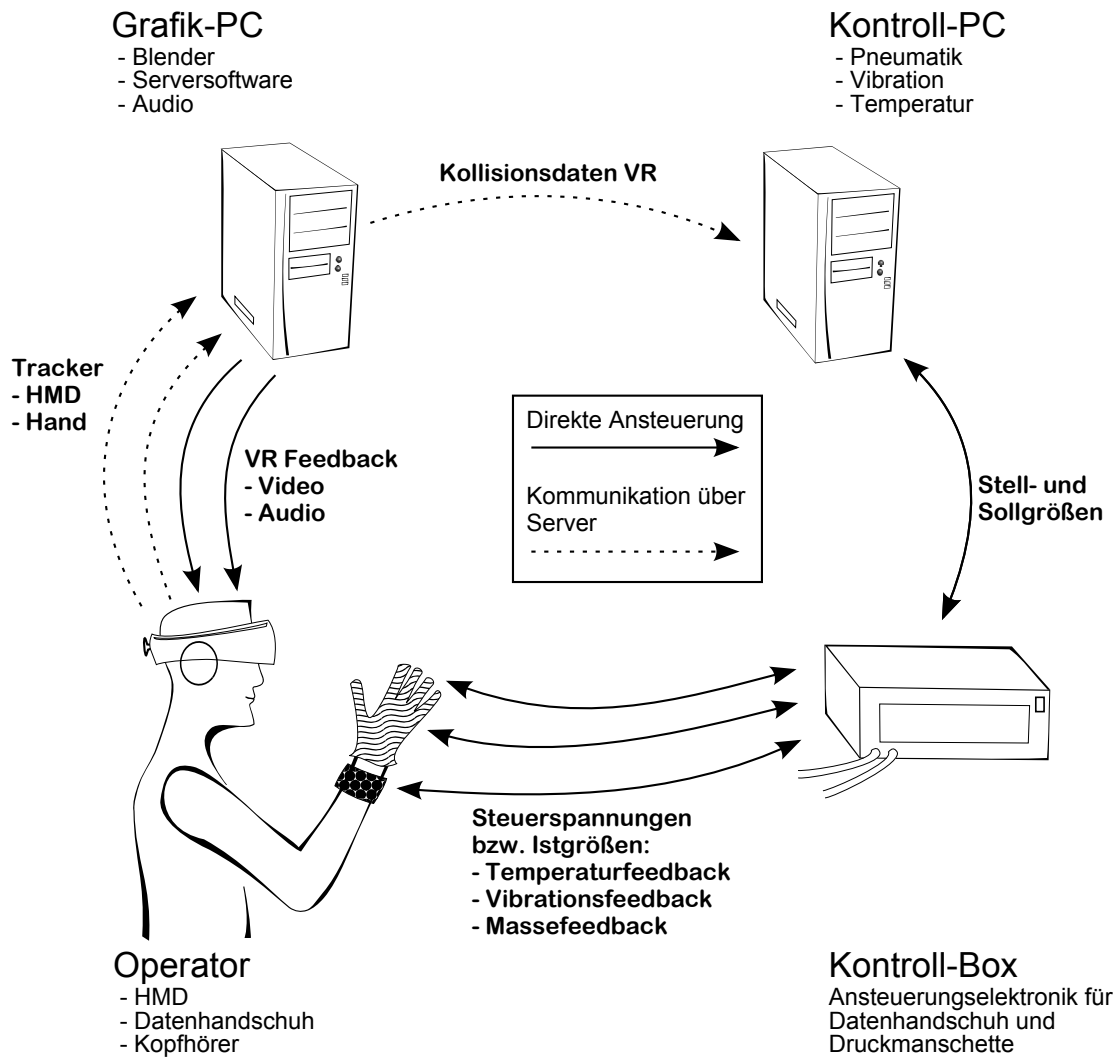 Grafik-PC
- Blender
- Serversoftware
- Audio
Kontroll-PC
- Pneumatik
- Vibration
- Temperatur
Kollisionsdaten VR
Tracker
- HMD
- Hand
VR Feedback
- Video
- Audio
Direkte Ansteuerung
Kommunikation über
Server
Stell- und
Sollgrößen
Steuerspannungen
bzw. Istgrößen:
- Temperaturfeedback
- Vibrationsfeedback
- Massefeedback
Operator
- HMD
- Datenhandschuh
- Kopfhörer
Kontroll-Box
Ansteuerungselektronik für
Datenhandschuh und
Druckmanschette